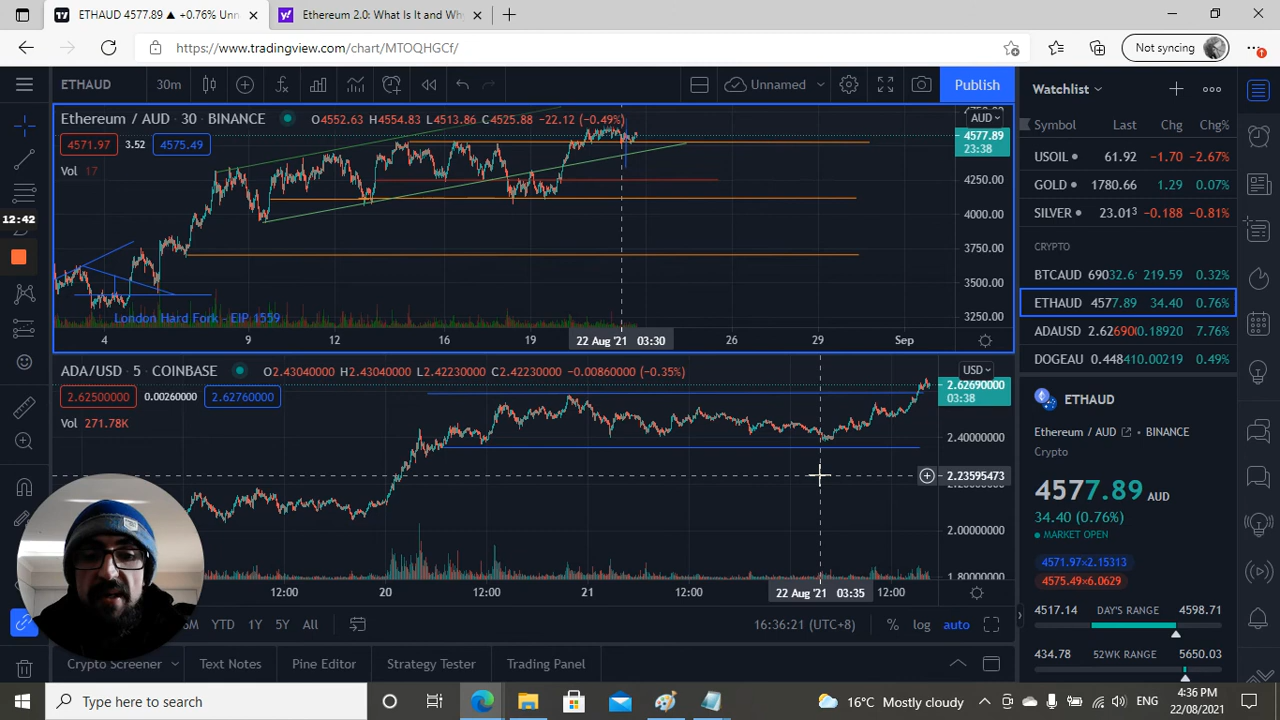 ETHAUD 4577.89 ▲ +0.76% Unn
Ethereum 2.0: What Is It and Wh
https://www.tradingview.com/chart/MTOQHGCf/
Not syncing
ETHAUD
30m
Unnamed
Publish
Ethereum / AUD · 30 · BINANCE
O4552.63 H4554.83 L4513.86 C4525.88 -22.12 (-0.49%)
4571.97 3.52 4575.49
Vol 17
AUD
4577.89
23:38
4250.00
4000.00
3750.00
3500.00
3250.00
London Hard Fork - EIP 1559
4 9 12 16 19 22 Aug '21 03:30 26 29 Sep
12:42
ADA/USD · 5 · COINBASE
O2.43040000 H2.43040000 L2.42230000 C2.42230000 -0.00860000 (-0.35%)
2.62500000 0.00260000 2.62760000
Vol 271.78K
USD
2.62690000
03:38
2.40000000
2.23595473
2.00000000
1.80000000
12:00 20 12:00 21 12:00 22 Aug '21 03:35 12:00
YTD 1Y 5Y All
16:36:21 (UTC+8)
% log auto
Crypto Screener Text Notes Pine Editor Strategy Tester Trading Panel
Watchlist
Symbol Last Chg Chg%
USOIL 61.92 -1.70 -2.67%
GOLD 1780.66 1.29 0.07%
SILVER 23.013 -0.188 -0.81%
CRYPTO
BTCAUD 69032.6 219.59 0.32%
ETHAUD 4577.89 34.40 0.76%
ADAUSD 2.62690 0.18920 7.76%
DOGEAU 0.44841 0.00219 0.49%
ETHAUD
Ethereum / AUD BINANCE
Crypto
4577.89 AUD
34.40 (0.76%)
MARKET OPEN
4571.97×2.15313
4575.49×6.0629
4517.14 DAY'S RANGE 4598.71
434.78 52WK RANGE 5650.03
Type here to search
16°C Mostly cloudy
4:36 PM
22/08/2021